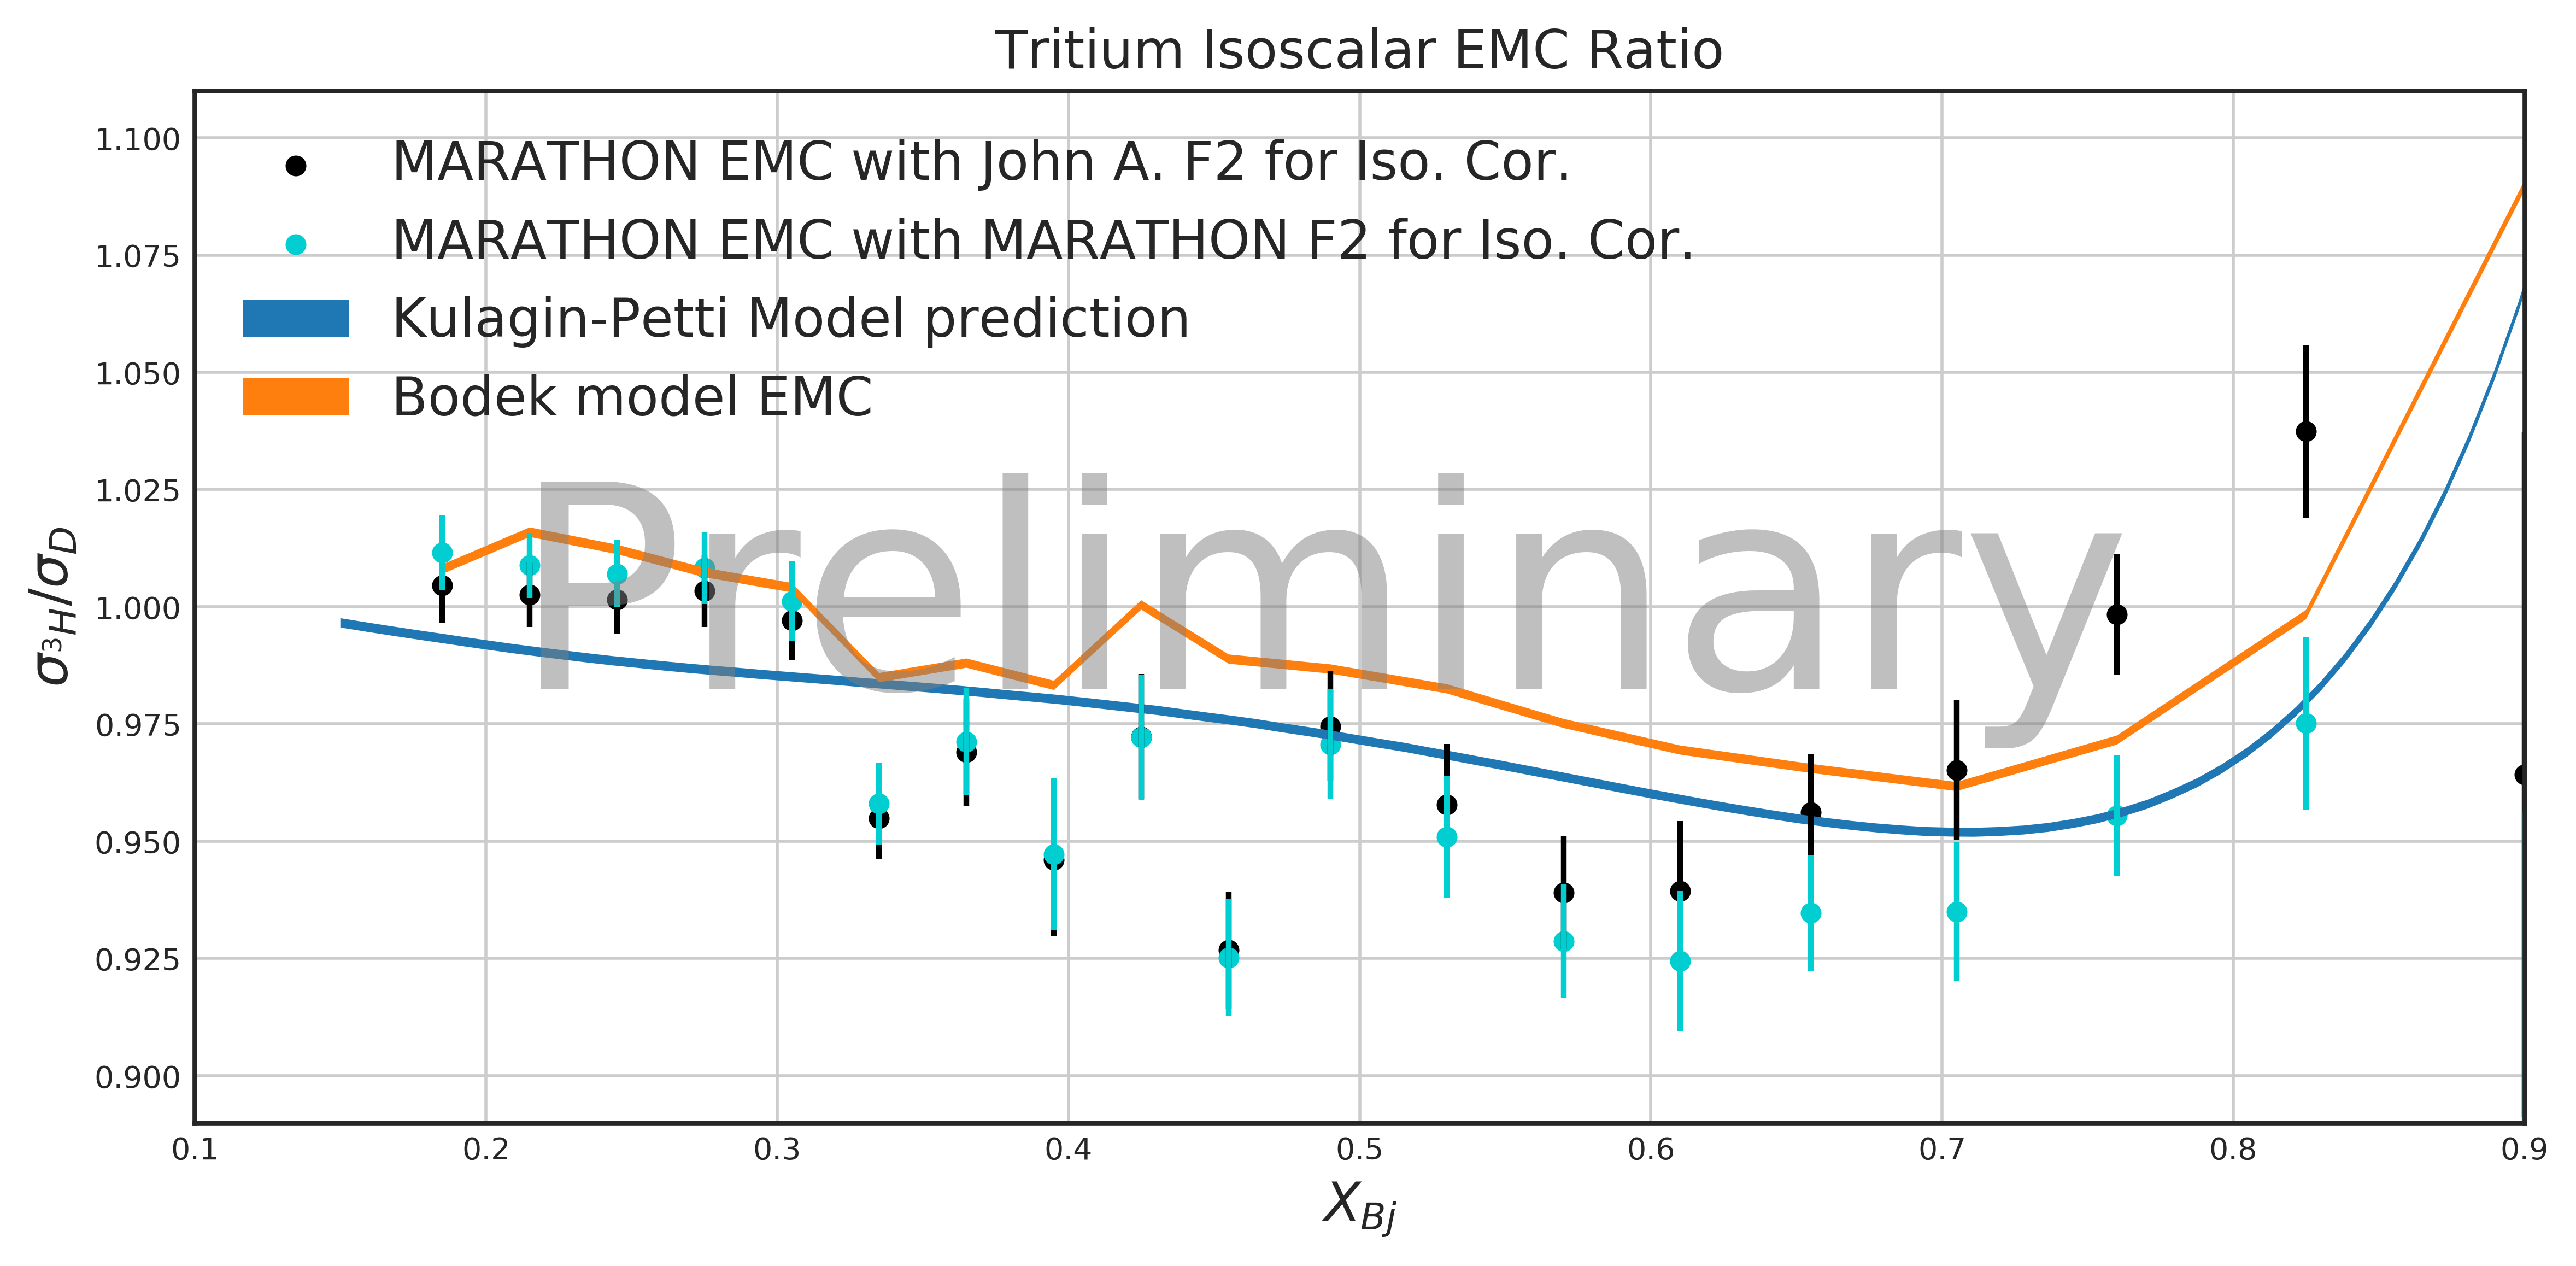 Tritium Isoscalar EMC Ratio
MARATHON EMC with John A. F2 for Iso. Cor.
MARATHON EMC with MARATHON F2 for Iso. Cor.
Kulagin-Petti Model prediction
Bodek model EMC
Preliminary
σ³H/σD
1.100
1.075
1.050
1.025
1.000
0.975
0.950
0.925
0.900
0.1 0.2 0.3 0.4 0.5 0.6 0.7 0.8 0.9
XBj